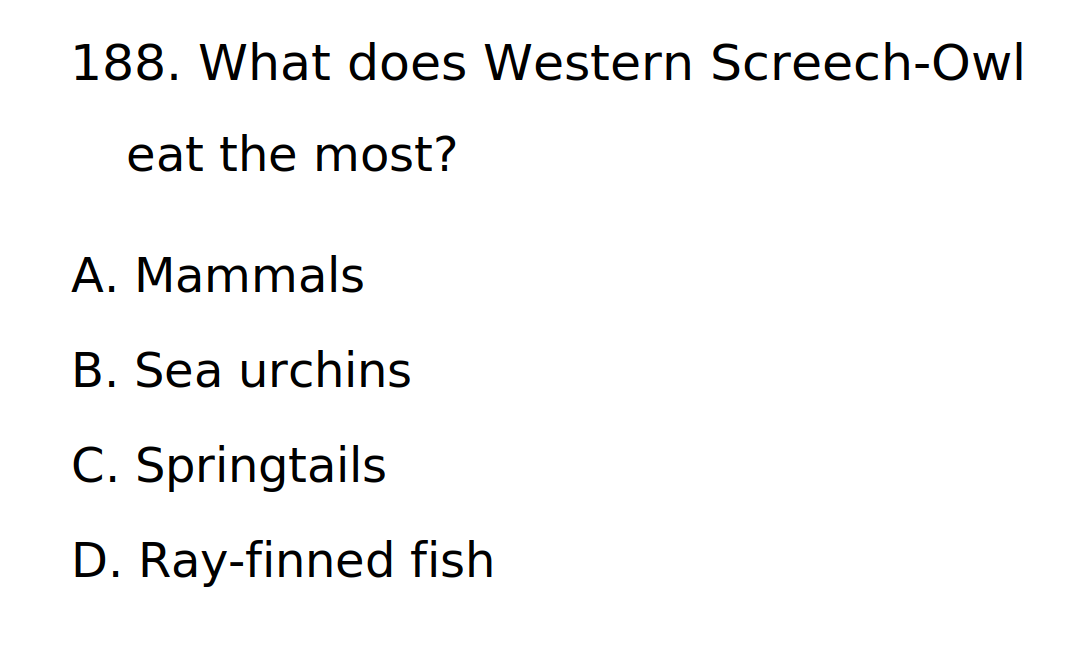 188. What does Western Screech-Owl
eat the most?
A. Mammals
B. Sea urchins
C. Springtails
D. Ray-finned fish